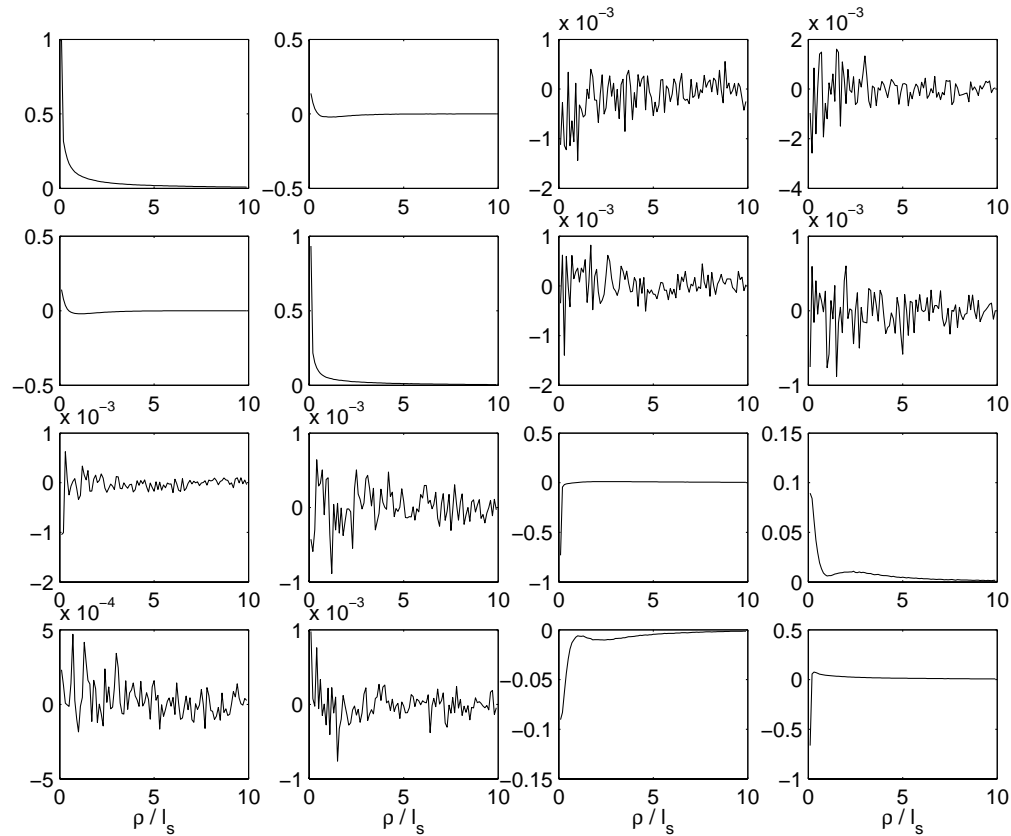 x 10⁻³ x 10⁻³
1 0.5 1 2
0.5 0 0 0
−1 −2
0 −0.5 −2 −4
0 5 10 0 5 10 0 5 10 0 5 10
x 10⁻³ x 10⁻³
0.5 1 1 1
0 0.5 0 0
−1
−0.5 0 −2 −1
0 5 10 0 5 10 0 5 10 0 5 10
x 10⁻³ x 10⁻³
1 1 0.5 0.15
0 0 0 0.1
−1 −0.5 0.05
−2 −1 −1 0
0 5 10 0 5 10 0 5 10 0 5 10
x 10⁻⁴ x 10⁻³
5 1 0 0.5
0 0 −0.05 0
−0.1 −0.5
−5 −1 −0.15 −1
0 5 10 0 5 10 0 5 10 0 5 10
ρ / l_s ρ / l_s ρ / l_s ρ / l_s